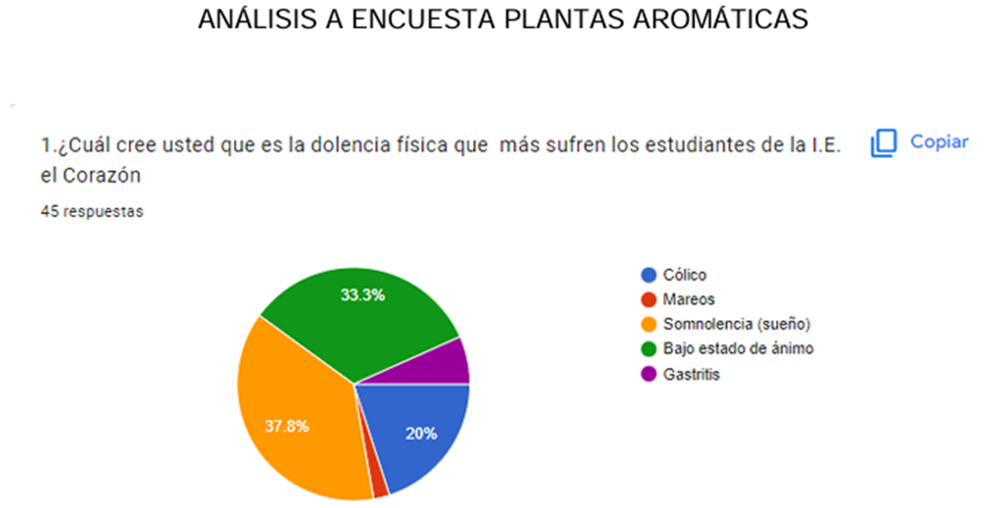 ANÁLISIS A ENCUESTA PLANTAS AROMÁTICAS
1.¿Cuál cree usted que es la dolencia física que  más sufren los estudiantes de la I.E.
el Corazón
Copiar
45 respuestas
33.3%
37.8%
20%
Cólico
Mareos
Somnolencia (sueño)
Bajo estado de ánimo
Gastritis